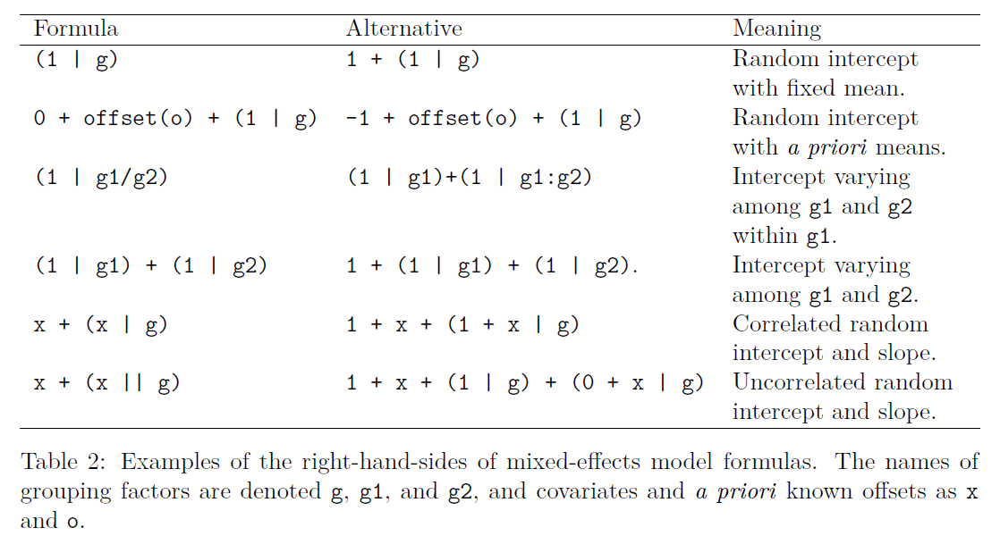 Formula Alternative Meaning
(1 | g) 1 + (1 | g) Random intercept
with fixed mean.
0 + offset(o) + (1 | g) -1 + offset(o) + (1 | g) Random intercept
with a priori means.
(1 | g1/g2) (1 | g1)+(1 | g1:g2) Intercept varying
among g1 and g2
within g1.
(1 | g1) + (1 | g2) 1 + (1 | g1) + (1 | g2). Intercept varying
among g1 and g2.
x + (x | g) 1 + x + (1 + x | g) Correlated random
intercept and slope.
x + (x || g) 1 + x + (1 | g) + (0 + x | g) Uncorrelated random
intercept and slope.
Table 2: Examples of the right-hand-sides of mixed-effects model formulas. The names of
grouping factors are denoted g, g1, and g2, and covariates and a priori known offsets as x
and o.